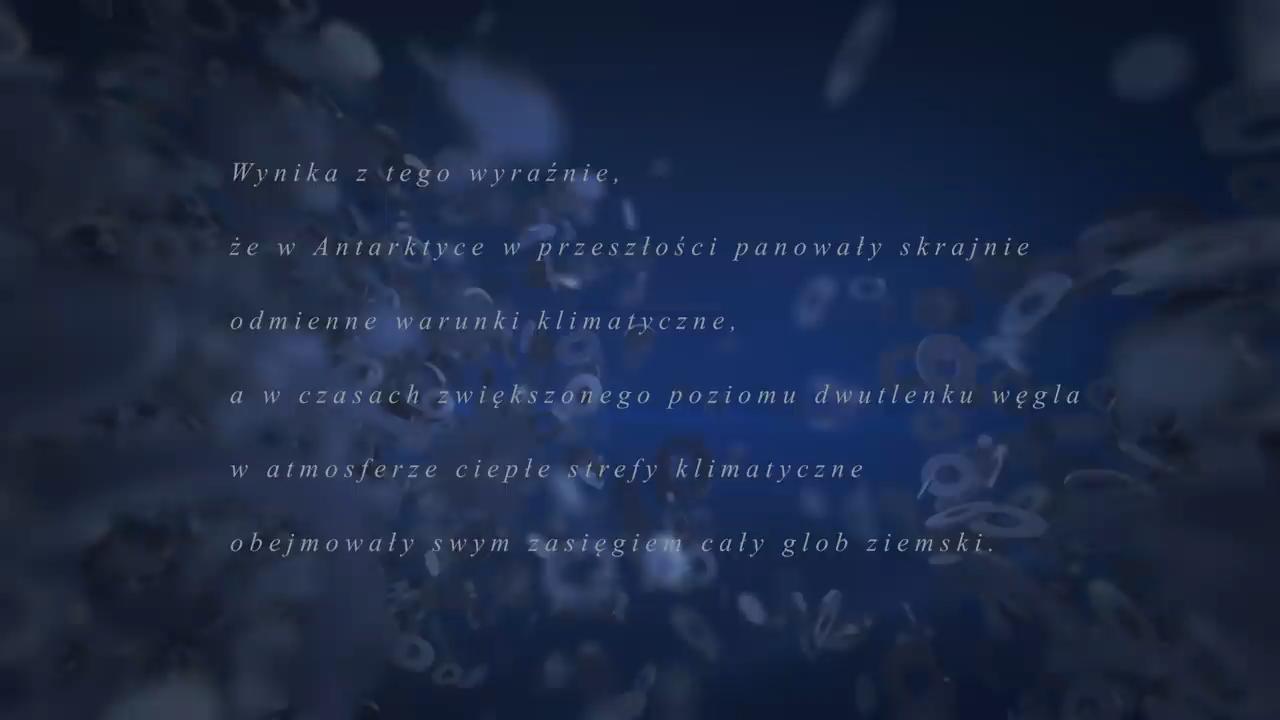 Wynika z tego wyraźnie,
że w Antarktyce w przeszłości panowały skrajnie
odmienne warunki klimatyczne,
a w czasach zwiększonego poziomu dwutlenku węgla
w atmosferze ciepłe strefy klimatyczne
obejmowały swym zasięgiem cały glob ziemski.